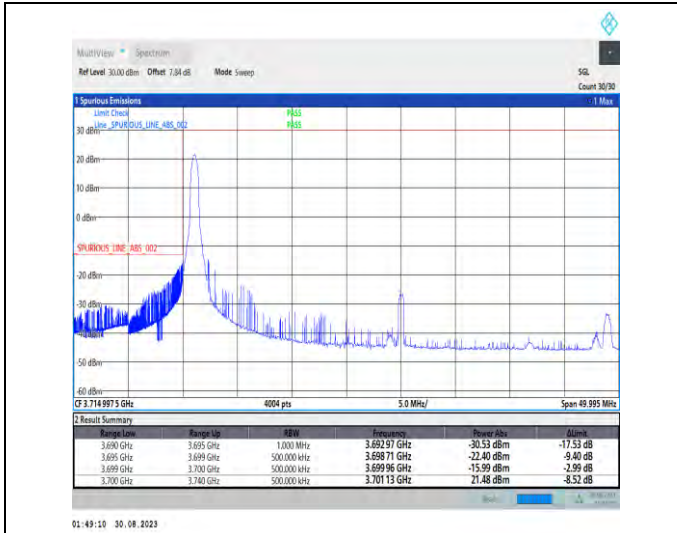 MultiView Spectrum
Ref Level 30.00 dBm Offset 7.84 dB Mode Sweep SGL
Count 30/30
1 Spurious Emissions 1 Max
Limit Check PASS
Line _SPURIOUS_LINE_ABS_002 PASS
30 dBm
20 dBm
10 dBm
0 dBm
_SPURIOUS_LINE_ABS_002
-20 dBm
-30 dBm
-50 dBm
-60 dBm
CF 3.714 997 5 GHz 4004 pts 5.0 MHz/ Span 49.995 MHz
2 Result Summary
Range Low Range Up RBW Frequency Power Abs ΔLimit
3.690 GHz 3.695 GHz 1.000 MHz 3.692 97 GHz -30.53 dBm -17.53 dB
3.695 GHz 3.699 GHz 500.000 kHz 3.698 71 GHz -22.40 dBm -9.40 dB
3.699 GHz 3.700 GHz 500.000 kHz 3.699 96 GHz -15.99 dBm -2.99 dB
3.700 GHz 3.740 GHz 500.000 kHz 3.701 13 GHz 21.48 dBm -8.52 dB
01:49:10 30.08.2023